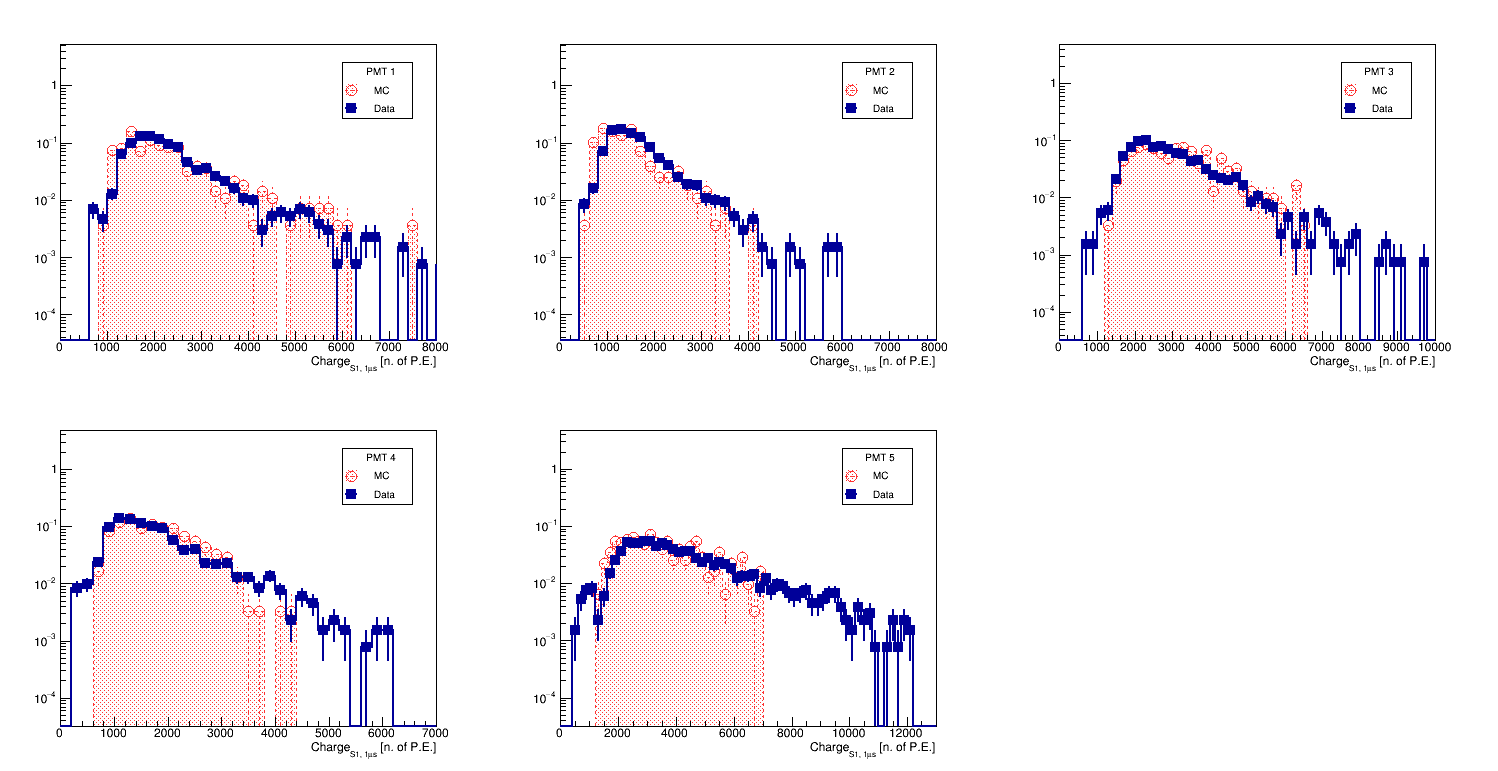 PMT 1
MC
Data
1
10⁻¹
10⁻²
10⁻³
10⁻⁴
0 1000 2000 3000 4000 5000 6000 7000 8000
Charge_S1, 1μs [n. of P.E.]
PMT 2
MC
Data
1
10⁻¹
10⁻²
10⁻³
10⁻⁴
0 1000 2000 3000 4000 5000 6000 7000 8000
Charge_S1, 1μs [n. of P.E.]
PMT 3
MC
Data
1
10⁻¹
10⁻²
10⁻³
10⁻⁴
0 1000 2000 3000 4000 5000 6000 7000 8000 9000 10000
Charge_S1, 1μs [n. of P.E.]
PMT 4
MC
Data
1
10⁻¹
10⁻²
10⁻³
10⁻⁴
0 1000 2000 3000 4000 5000 6000 7000
Charge_S1, 1μs [n. of P.E.]
PMT 5
MC
Data
1
10⁻¹
10⁻²
10⁻³
10⁻⁴
0 2000 4000 6000 8000 10000 12000
Charge_S1, 1μs [n. of P.E.]